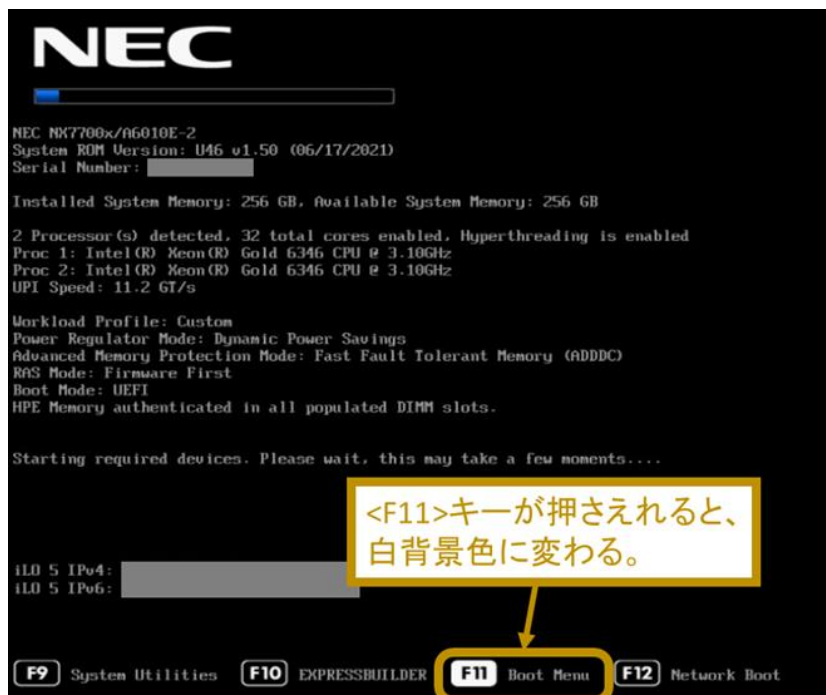 NEC
NEC NX7700x/A6010E-2
System ROM Version: U46 v1.50 (06/17/2021)
Serial Number:
Installed System Memory: 256 GB, Available System Memory: 256 GB
2 Processor(s) detected, 32 total cores enabled, Hyperthreading is enabled
Proc 1: Intel(R) Xeon(R) Gold 6346 CPU @ 3.10GHz
Proc 2: Intel(R) Xeon(R) Gold 6346 CPU @ 3.10GHz
UPI Speed: 11.2 GT/s
Workload Profile: Custom
Power Regulator Mode: Dynamic Power Savings
Advanced Memory Protection Mode: Fast Fault Tolerant Memory (ADDDC)
RAS Mode: Firmware First
Boot Mode: UEFI
HPE Memory authenticated in all populated DIMM slots.
Starting required devices. Please wait, this may take a few moments....
<F11>キーが押さえれると、
白背景色に変わる。
iLO 5 IPv4:
iLO 5 IPv6:
F9 System Utilities F10 EXPRESSBUILDER F11 Boot Menu F12 Network Boot